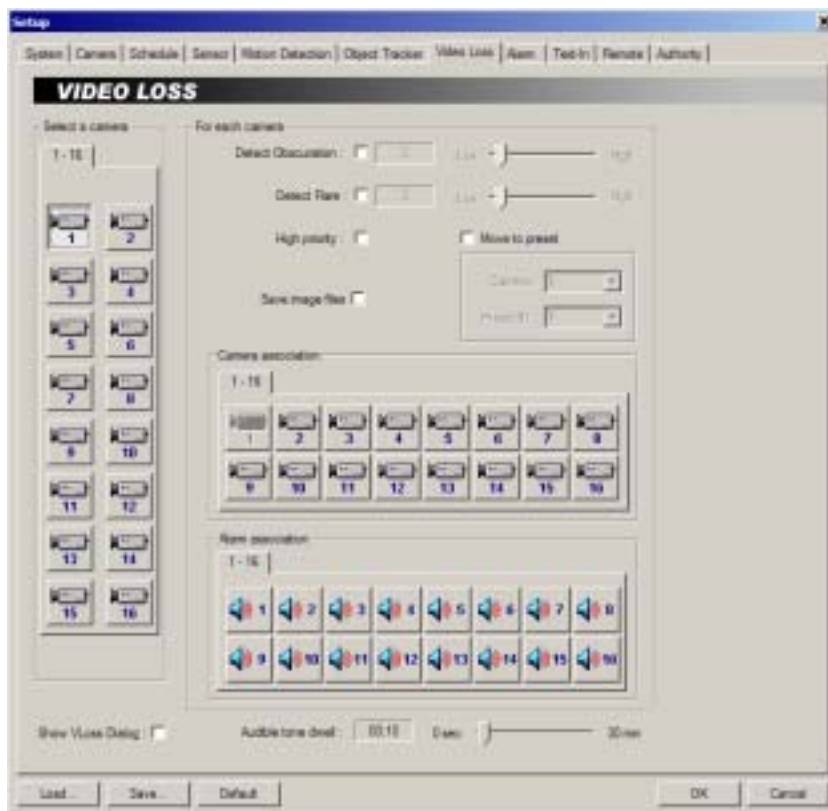 Setup
System Camera Schedule Sensor Motion Detection Object Tracker Video Loss Alarm Text-In Remote Authority
VIDEO LOSS
Select a camera
1 - 16
1 2
3 4
5 6
7 8
9 10
11 12
13 14
15 16
For each camera
Detect Obscuration :
Detect Flare :
High priority : Move to preset
Save image files
Camera association
1 - 16
1 2 3 4 5 6 7 8
9 10 11 12 13 14 15 16
Alarm association
1 - 16
1 2 3 4 5 6 7 8
9 10 11 12 13 14 15 16
Show VLoss Dialog : Audible tone dwell : 00:10 0 sec 30 min
Load... Save... Default OK Cancel